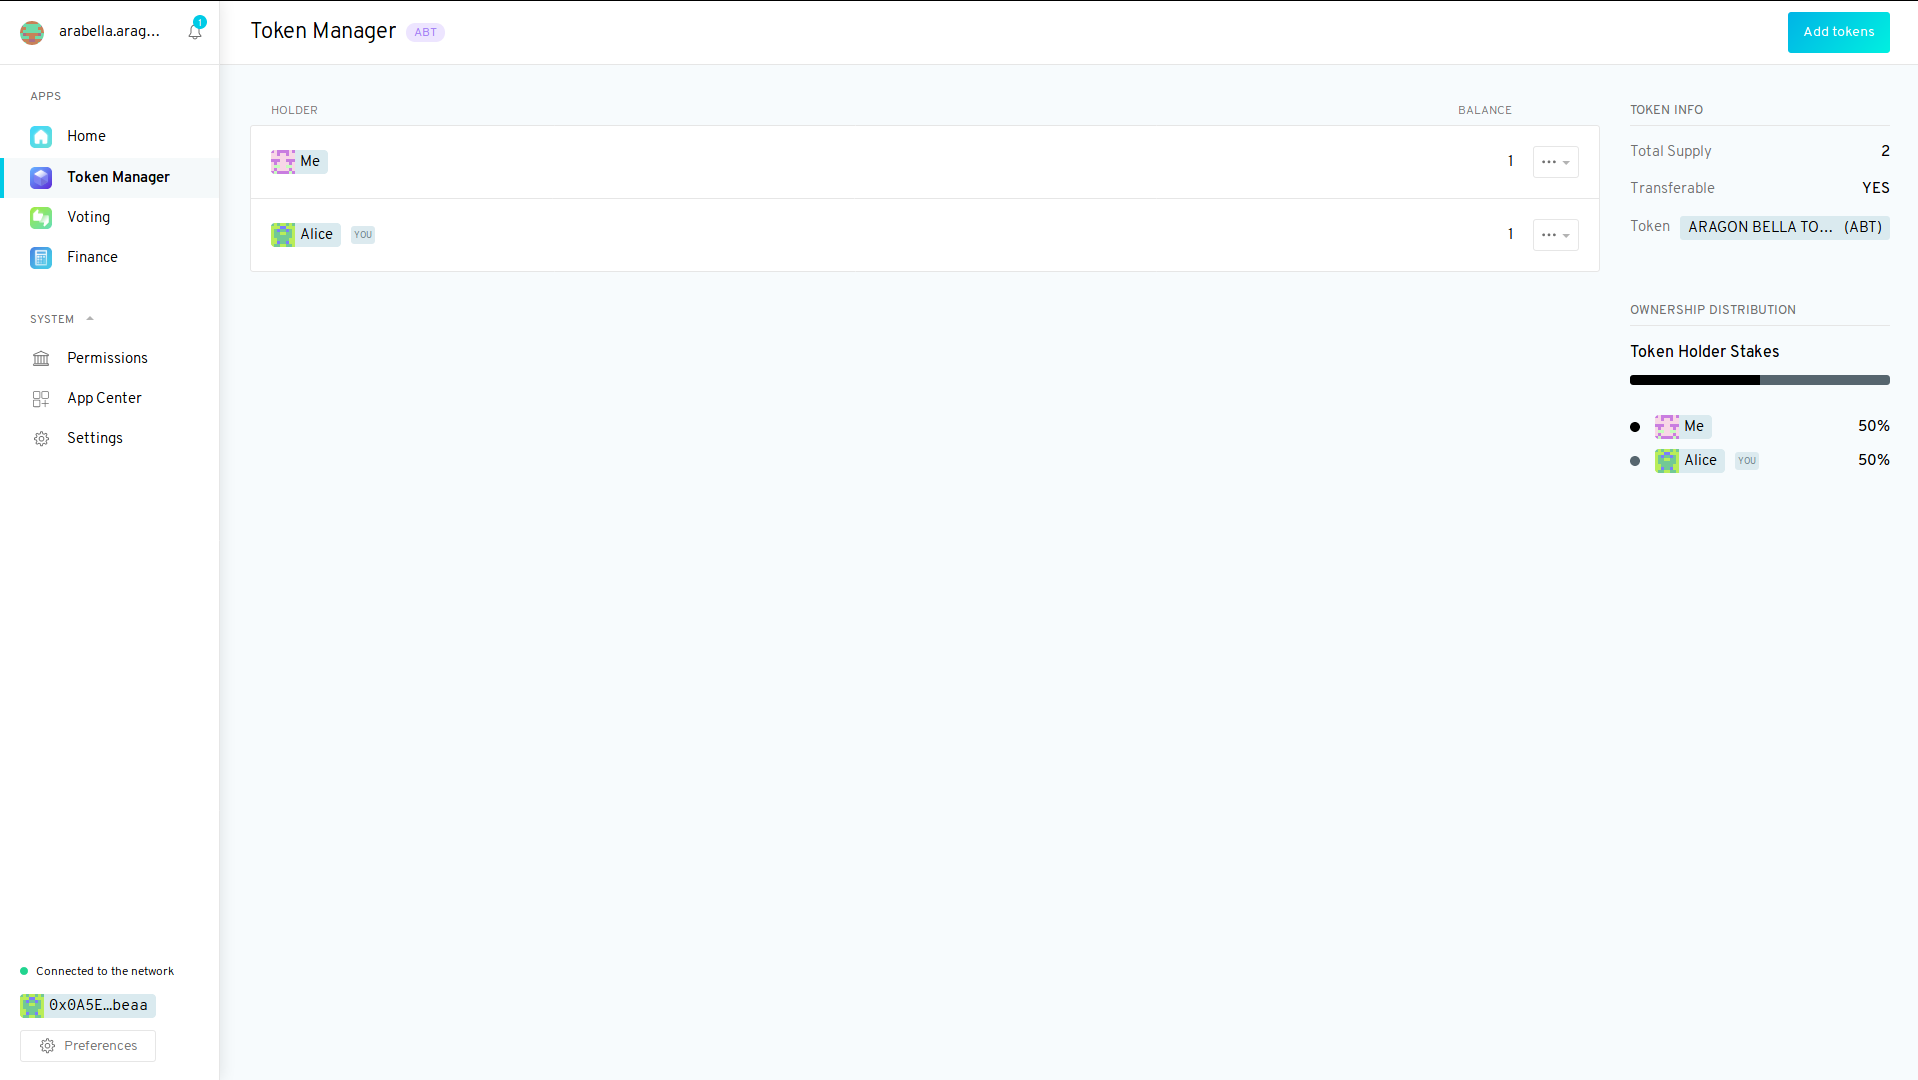 arabella.arag...
1
APPS
Home
Token Manager
Voting
Finance
SYSTEM
Permissions
App Center
Settings
Connected to the network
0x0A5E...beaa
Preferences
Token Manager ABT
Add tokens
HOLDER BALANCE
Me 1
Alice YOU 1
TOKEN INFO
Total Supply 2
Transferable YES
Token ARAGON BELLA TO... (ABT)
OWNERSHIP DISTRIBUTION
Token Holder Stakes
Me 50%
Alice YOU 50%